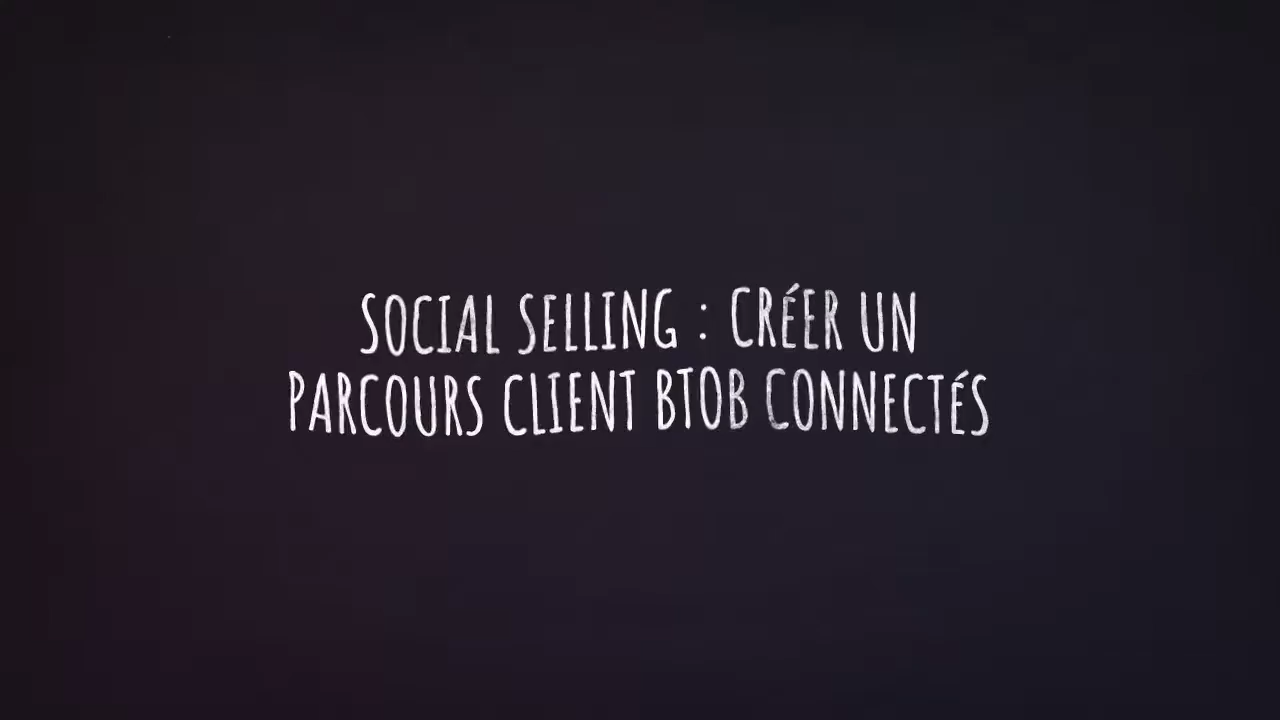 SOCIAL SELLING : CRÉER UN
PARCOURS CLIENT BTOB CONNECTÉS